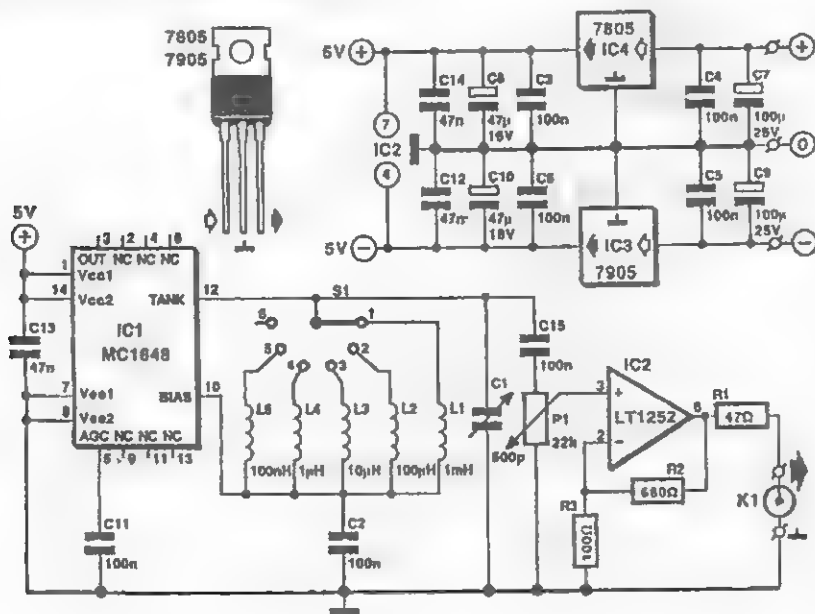 7805
7905
5V
+
C14
47n
C8
47µ
16V
C3
100n
7805
IC4
C4
100n
C7
100µ
25V
+
7
IC2
4
0
C12
47n
C10
47µ
16V
C6
100n
5V
−
IC3
7905
C5
100n
C9
100µ
25V
−
5V
+
3 2 4 6
OUT NC NC NC
1
Vcc1
14
Vcc2
TANK
12
IC1
MC1648
C13
47n
7
Vee1
8
Vee2
BIAS
10
AGC NC NC NC
5 9 11 13
C11
100n
S1
6
5
4
3
2
1
L5
100nH
L4
1µH
L3
10µH
L2
100µH
L1
1mH
C2
100n
C1
500p
C15
100n
P1
22k
IC2
3
+
LT1252
2
−
6
R1
47Ω
R2
680Ω
R3
100Ω
K1